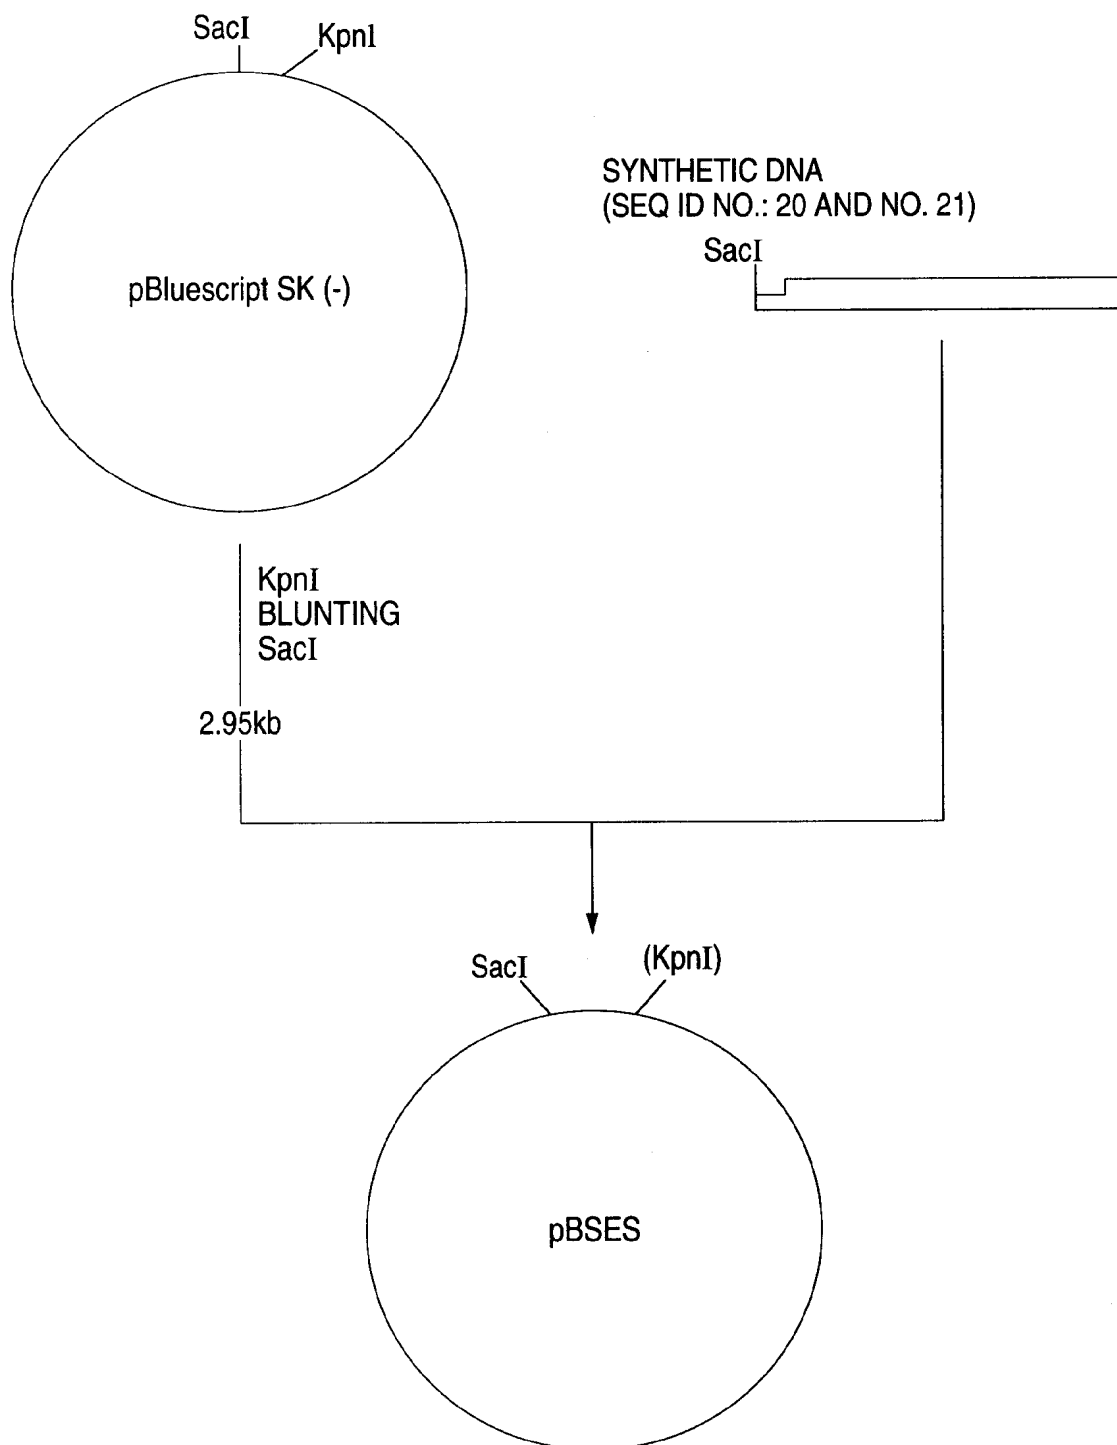 SacI
KpnI
pBluescript SK (-)
SYNTHETIC DNA
(SEQ ID NO.: 20 AND NO. 21)
SacI
KpnI
BLUNTING
SacI
2.95kb
SacI
(KpnI)
pBSES